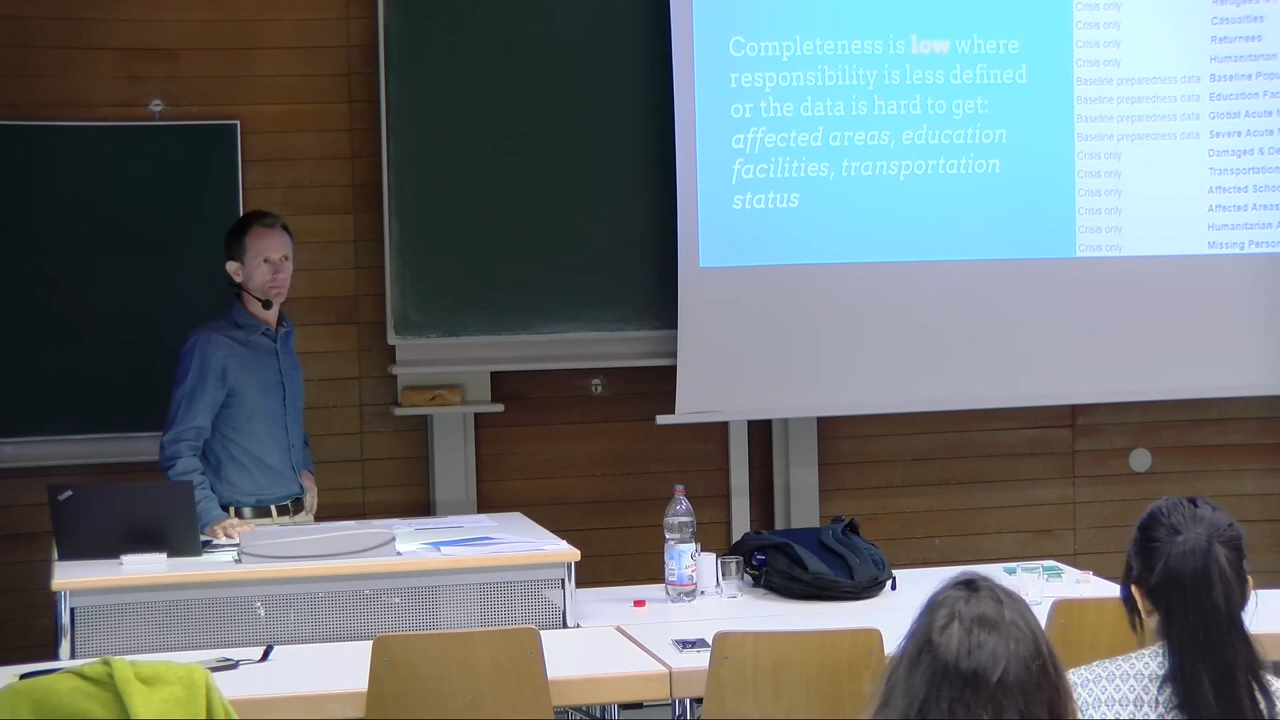 Completeness is low where
responsibility is less defined
or the data is hard to get:
affected areas, education
facilities, transportation
status
Crisis only
Crisis only Casualties
Crisis only Returnees
Crisis only Humanitarian
Baseline preparedness data Baseline Popu
Baseline preparedness data Education Fac
Baseline preparedness data Global Acute
Baseline preparedness data Severe Acute
Crisis only Damaged & De
Crisis only Transportation
Crisis only Affected Schoo
Crisis only Affected Areas
Crisis only Humanitarian A
Crisis only Missing Person